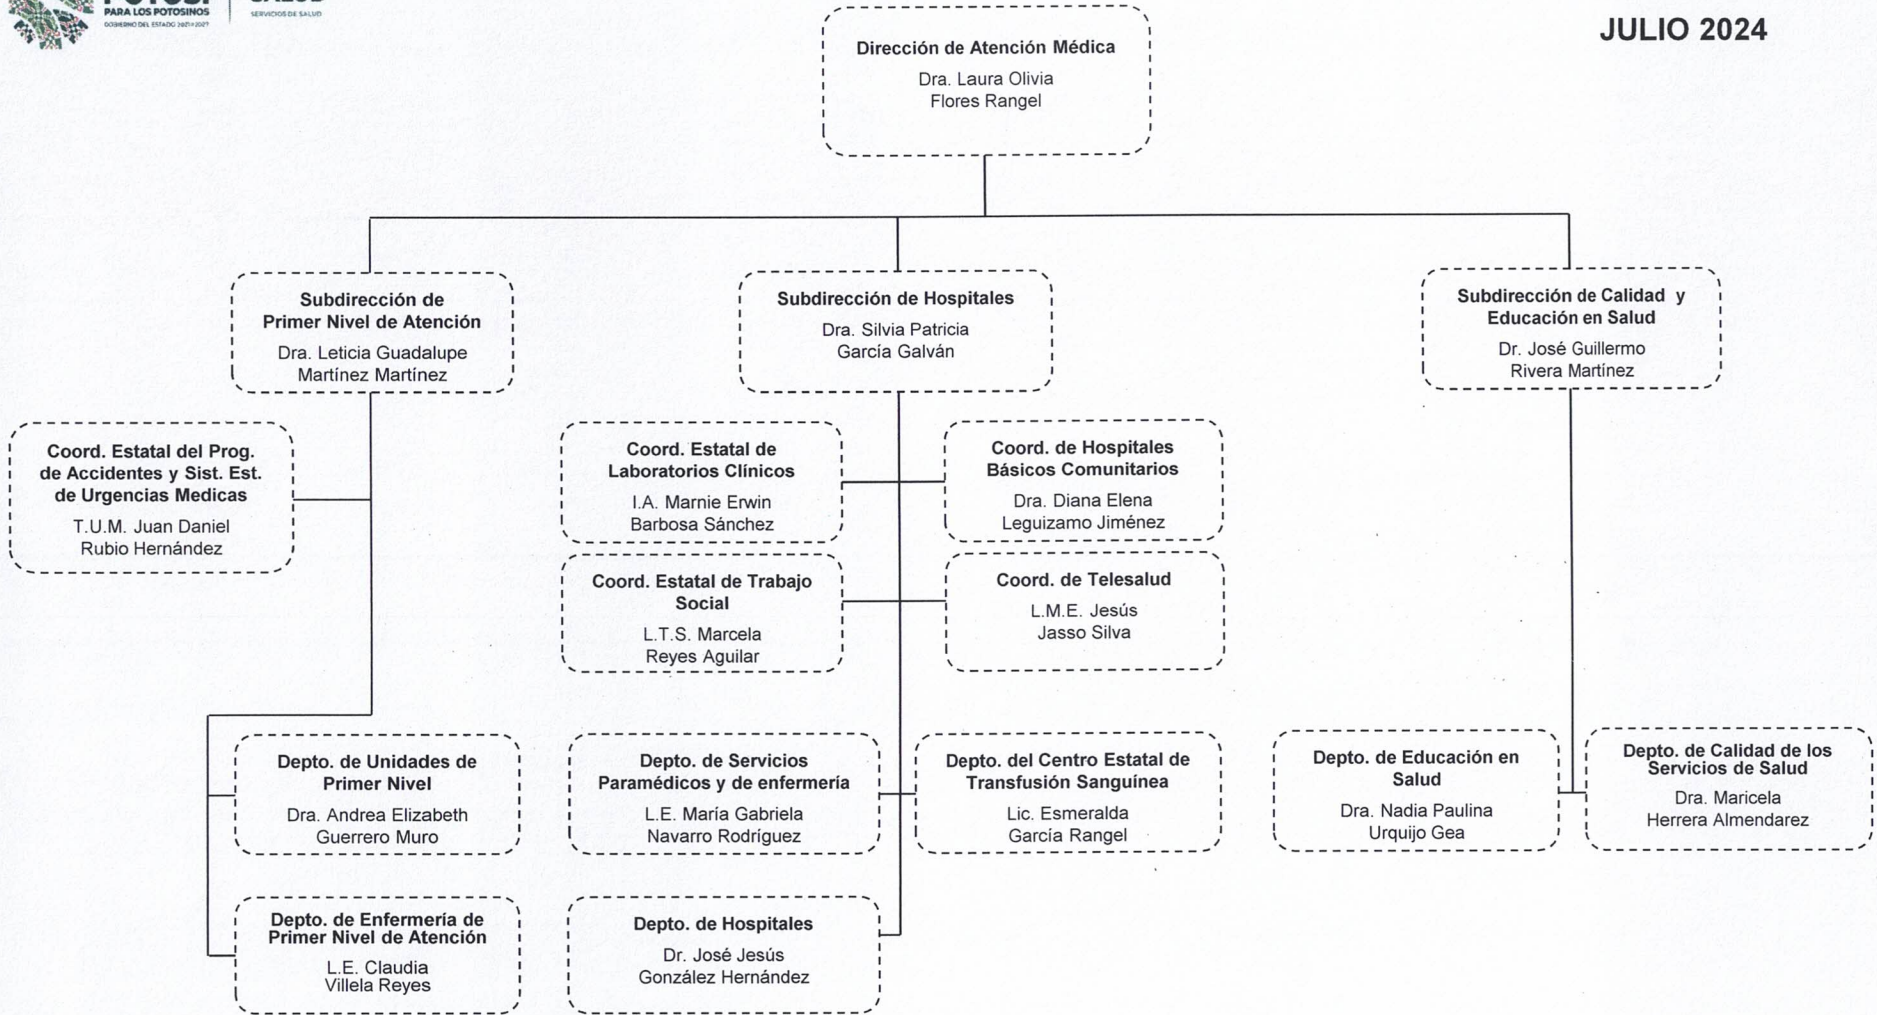 POTOSÍ
PARA LOS POTOSINOS
GOBIERNO DEL ESTADO 2021-2027
SALUD
SERVICIOS DE SALUD
JULIO 2024
Dirección de Atención Médica
Dra. Laura Olivia
Flores Rangel
Subdirección de
Primer Nivel de Atención
Dra. Leticia Guadalupe
Martínez Martínez
Subdirección de Hospitales
Dra. Silvia Patricia
García Galván
Subdirección de Calidad y
Educación en Salud
Dr. José Guillermo
Rivera Martínez
Coord. Estatal del Prog.
de Accidentes y Sist. Est.
de Urgencias Medicas
T.U.M. Juan Daniel
Rubio Hernández
Coord. Estatal de
Laboratorios Clínicos
I.A. Marnie Erwin
Barbosa Sánchez
Coord. de Hospitales
Básicos Comunitarios
Dra. Diana Elena
Leguizamo Jiménez
Coord. Estatal de Trabajo
Social
L.T.S. Marcela
Reyes Aguilar
Coord. de Telesalud
L.M.E. Jesús
Jasso Silva
Depto. de Unidades de
Primer Nivel
Dra. Andrea Elizabeth
Guerrero Muro
Depto. de Servicios
Paramédicos y de enfermería
L.E. María Gabriela
Navarro Rodríguez
Depto. del Centro Estatal de
Transfusión Sanguínea
Lic. Esmeralda
García Rangel
Depto. de Educación en
Salud
Dra. Nadia Paulina
Urquijo Gea
Depto. de Calidad de los
Servicios de Salud
Dra. Maricela
Herrera Almendarez
Depto. de Enfermería de
Primer Nivel de Atención
L.E. Claudia
Villela Reyes
Depto. de Hospitales
Dr. José Jesús
González Hernández